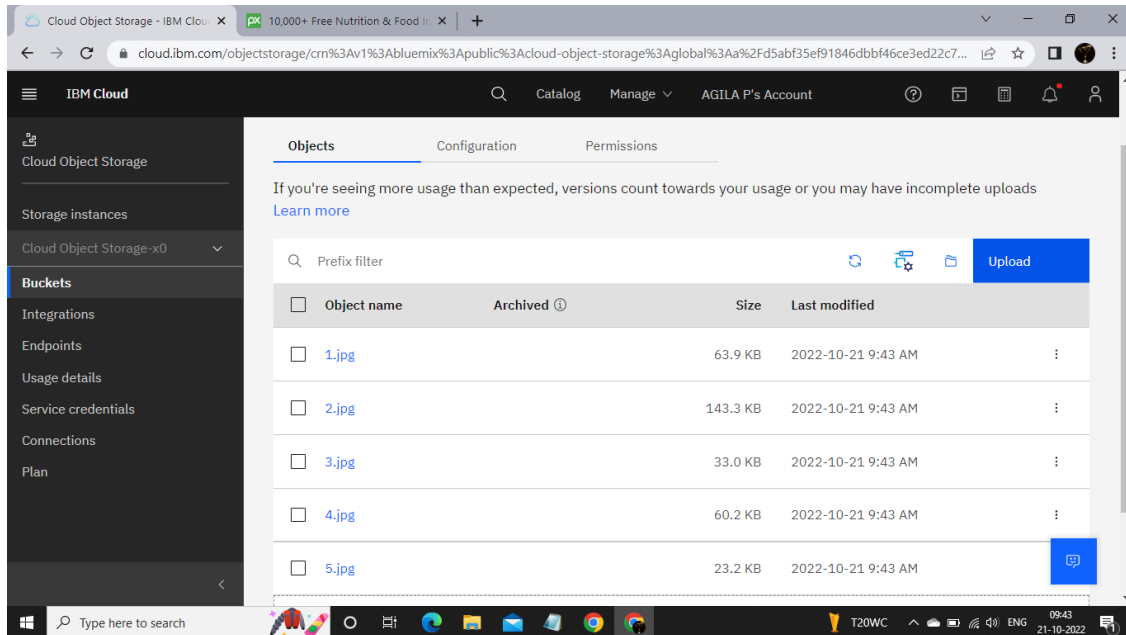 Cloud Object Storage - IBM Clou
px 10,000+ Free Nutrition & Food In
cloud.ibm.com/objectstorage/crn%3Av1%3Abluemix%3Apublic%3Acloud-object-storage%3Aglobal%3Aa%2Fd5abf35ef91846dbbf46ce3ed22c7...
IBM Cloud
Catalog
Manage
AGILA P's Account
Cloud Object Storage
Storage instances
Cloud Object Storage-x0
Buckets
Integrations
Endpoints
Usage details
Service credentials
Connections
Plan
Objects
Configuration
Permissions
If you're seeing more usage than expected, versions count towards your usage or you may have incomplete uploads
Learn more
Prefix filter
Upload
Object name Archived Size Last modified
1.jpg 63.9 KB 2022-10-21 9:43 AM
2.jpg 143.3 KB 2022-10-21 9:43 AM
3.jpg 33.0 KB 2022-10-21 9:43 AM
4.jpg 60.2 KB 2022-10-21 9:43 AM
5.jpg 23.2 KB 2022-10-21 9:43 AM
Type here to search
T20WC
ENG
09:43
21-10-2022
1